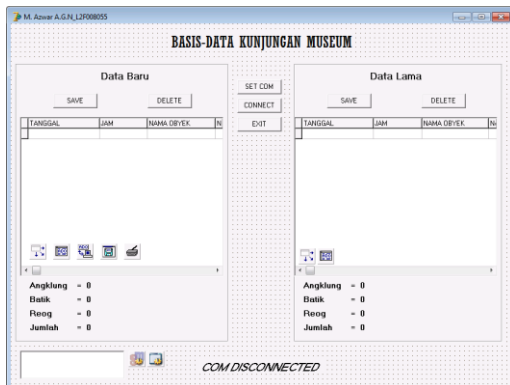 M. Azwar A.G.N_L2F008055
BASIS-DATA KUNJUNGAN MUSEUM
Data Baru
SAVE DELETE
TANGGAL JAM NAMA OBYEK N
Angklung = 0
Batik = 0
Reog = 0
Jumlah = 0
SET COM
CONNECT
EXIT
Data Lama
SAVE DELETE
TANGGAL JAM NAMA OBYEK N
Angklung = 0
Batik = 0
Reog = 0
Jumlah = 0
COM DISCONNECTED